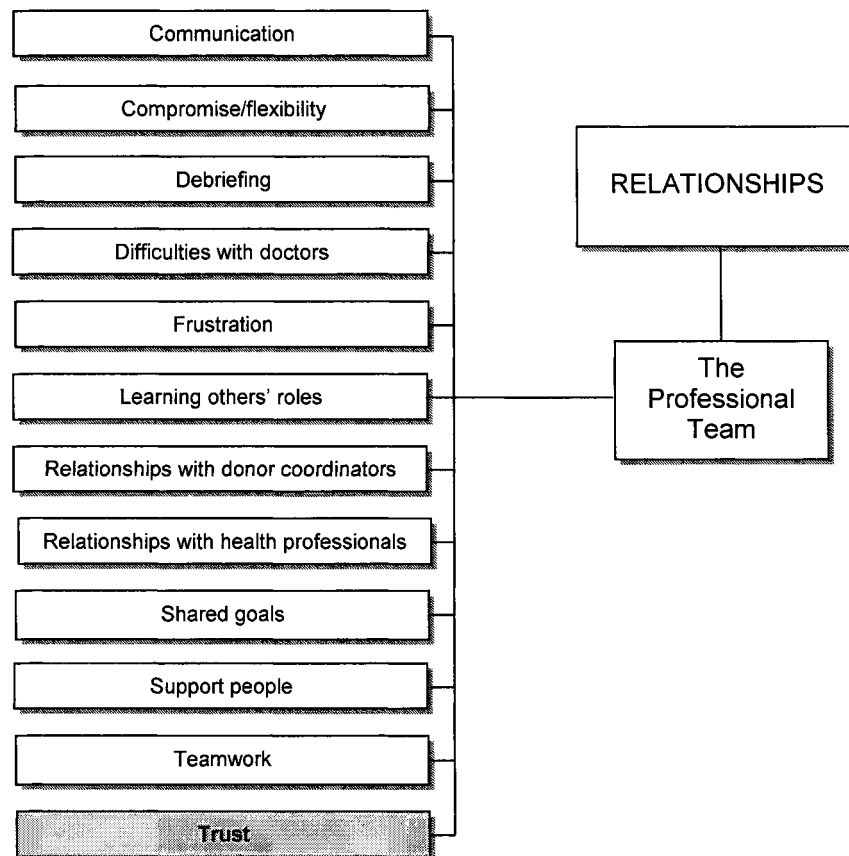 Communication
Compromise/flexibility
Debriefing
Difficulties with doctors
Frustration
Learning others' roles
Relationships with donor coordinators
Relationships with health professionals
Shared goals
Support people
Teamwork
Trust
RELATIONSHIPS
The
Professional
Team